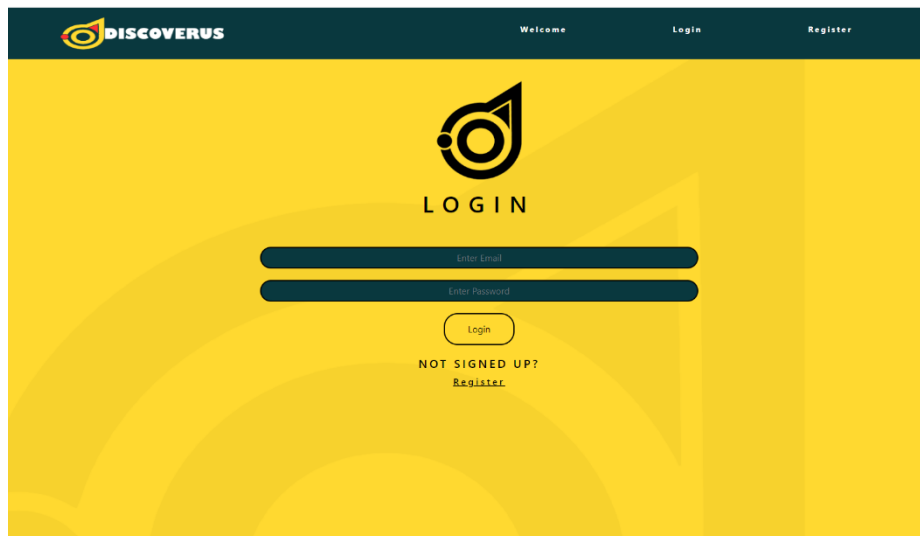 DISCOVERUS Welcome Login Register
LOGIN
Enter Email
Enter Password
Login
NOT SIGNED UP?
Register